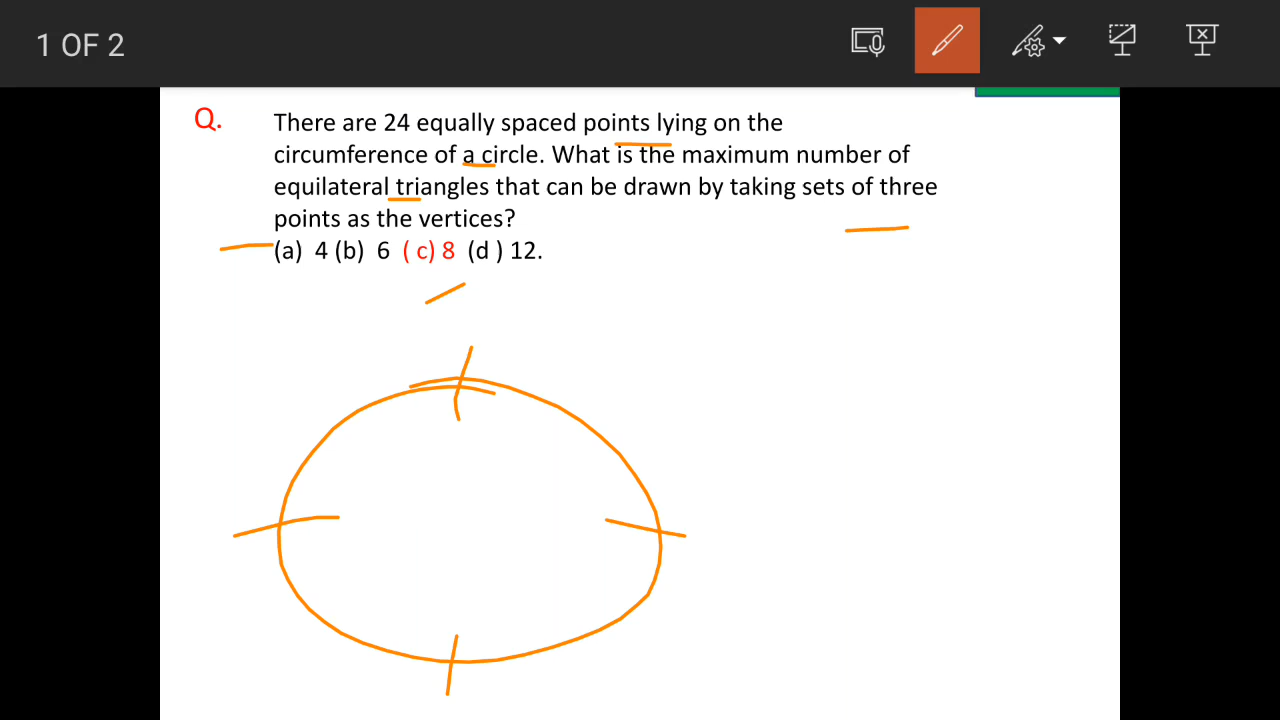 1 OF 2
Q. There are 24 equally spaced points lying on the
circumference of a circle. What is the maximum number of
equilateral triangles that can be drawn by taking sets of three
points as the vertices?
(a) 4 (b) 6 ( c) 8 (d ) 12.